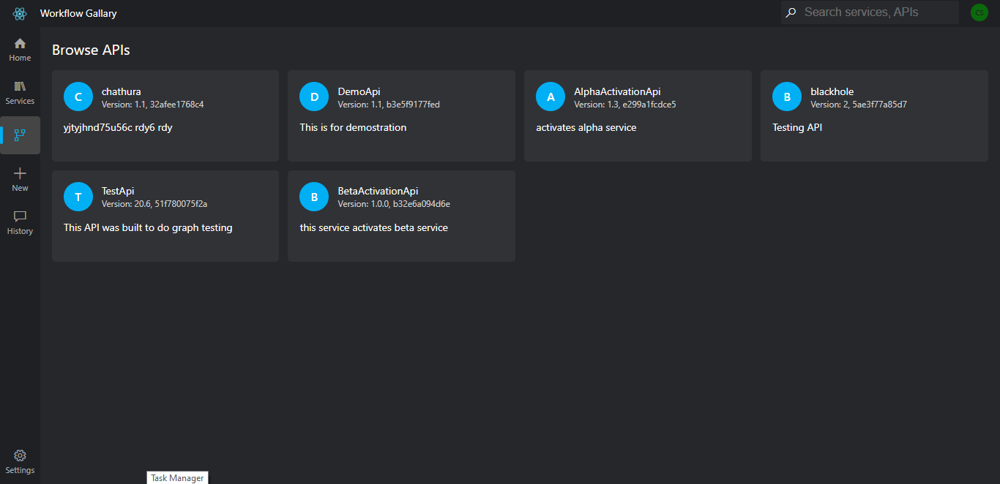 Workflow Gallary
Search services, APIs
CS
Home
Services
New
History
Settings
Browse APIs
C
chathura
Version: 1.1, 32afee1768c4
yjtyjhnd75u56c rdy6 rdy
D
DemoApi
Version: 1.1, b3e5f9177fed
This is for demostration
A
AlphaActivationApi
Version: 1.3, e299a1fcdce5
activates alpha service
B
blackhole
Version: 2, 5ae3f77a85d7
Testing API
T
TestApi
Version: 20.6, 51f780075f2a
This API was built to do graph testing
B
BetaActivationApi
Version: 1.0.0, b32e6a094d6e
this service activates beta service
Task Manager